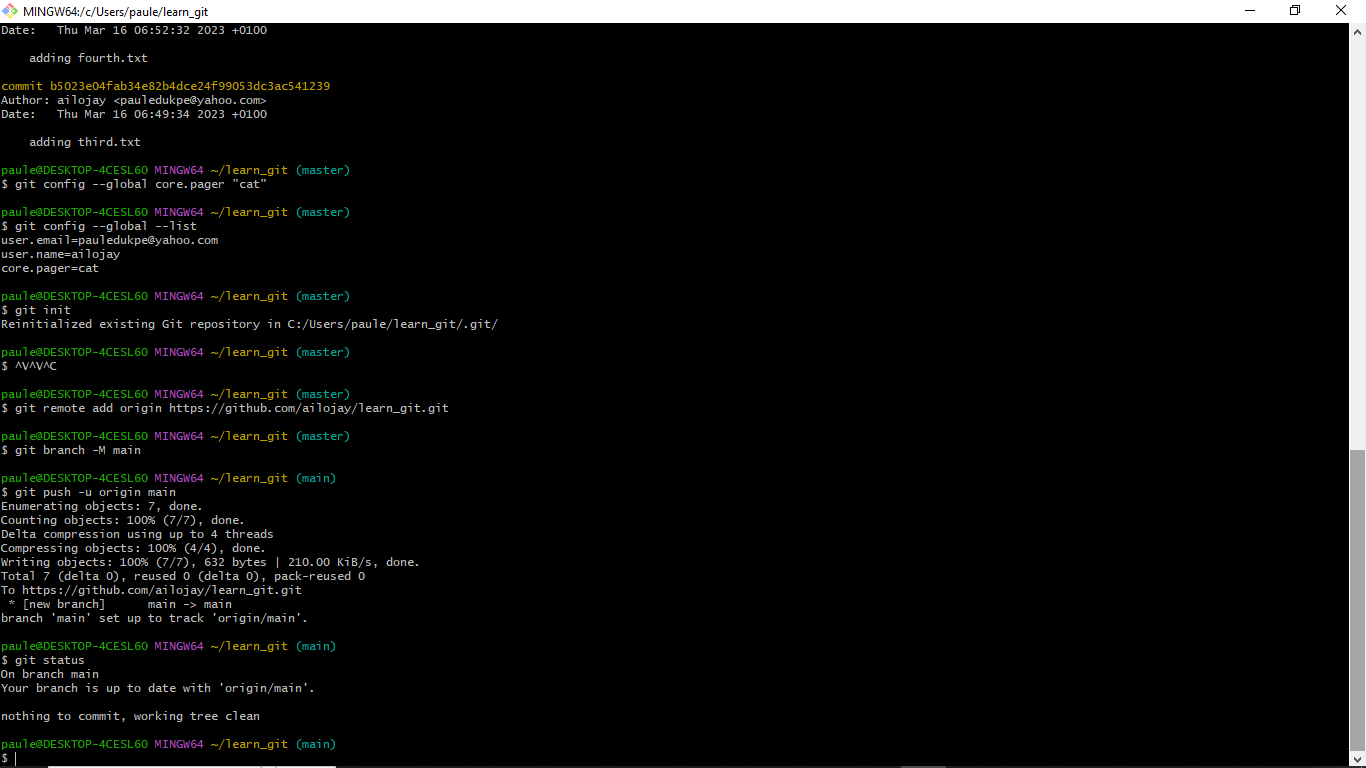 MINGW64:/c/Users/paule/learn_git
Date:   Thu Mar 16 06:52:32 2023 +0100
    adding fourth.txt
commit b5023e04fab34e82b4dce24f99053dc3ac541239
Author: ailojay <pauledukpe@yahoo.com>
Date:   Thu Mar 16 06:49:34 2023 +0100
    adding third.txt
paule@DESKTOP-4CESL6O MINGW64 ~/learn_git (master)
$ git config --global core.pager "cat"
paule@DESKTOP-4CESL6O MINGW64 ~/learn_git (master)
$ git config --global --list
user.email=pauledukpe@yahoo.com
user.name=ailojay
core.pager=cat
paule@DESKTOP-4CESL6O MINGW64 ~/learn_git (master)
$ git init
Reinitialized existing Git repository in C:/Users/paule/learn_git/.git/
paule@DESKTOP-4CESL6O MINGW64 ~/learn_git (master)
$ ^V^V^C
paule@DESKTOP-4CESL6O MINGW64 ~/learn_git (master)
$ git remote add origin https://github.com/ailojay/learn_git.git
paule@DESKTOP-4CESL6O MINGW64 ~/learn_git (master)
$ git branch -M main
paule@DESKTOP-4CESL6O MINGW64 ~/learn_git (main)
$ git push -u origin main
Enumerating objects: 7, done.
Counting objects: 100% (7/7), done.
Delta compression using up to 4 threads
Compressing objects: 100% (4/4), done.
Writing objects: 100% (7/7), 632 bytes | 210.00 KiB/s, done.
Total 7 (delta 0), reused 0 (delta 0), pack-reused 0
To https://github.com/ailojay/learn_git.git
 * [new branch]      main -> main
branch 'main' set up to track 'origin/main'.
paule@DESKTOP-4CESL6O MINGW64 ~/learn_git (main)
$ git status
On branch main
Your branch is up to date with 'origin/main'.
nothing to commit, working tree clean
paule@DESKTOP-4CESL6O MINGW64 ~/learn_git (main)
$